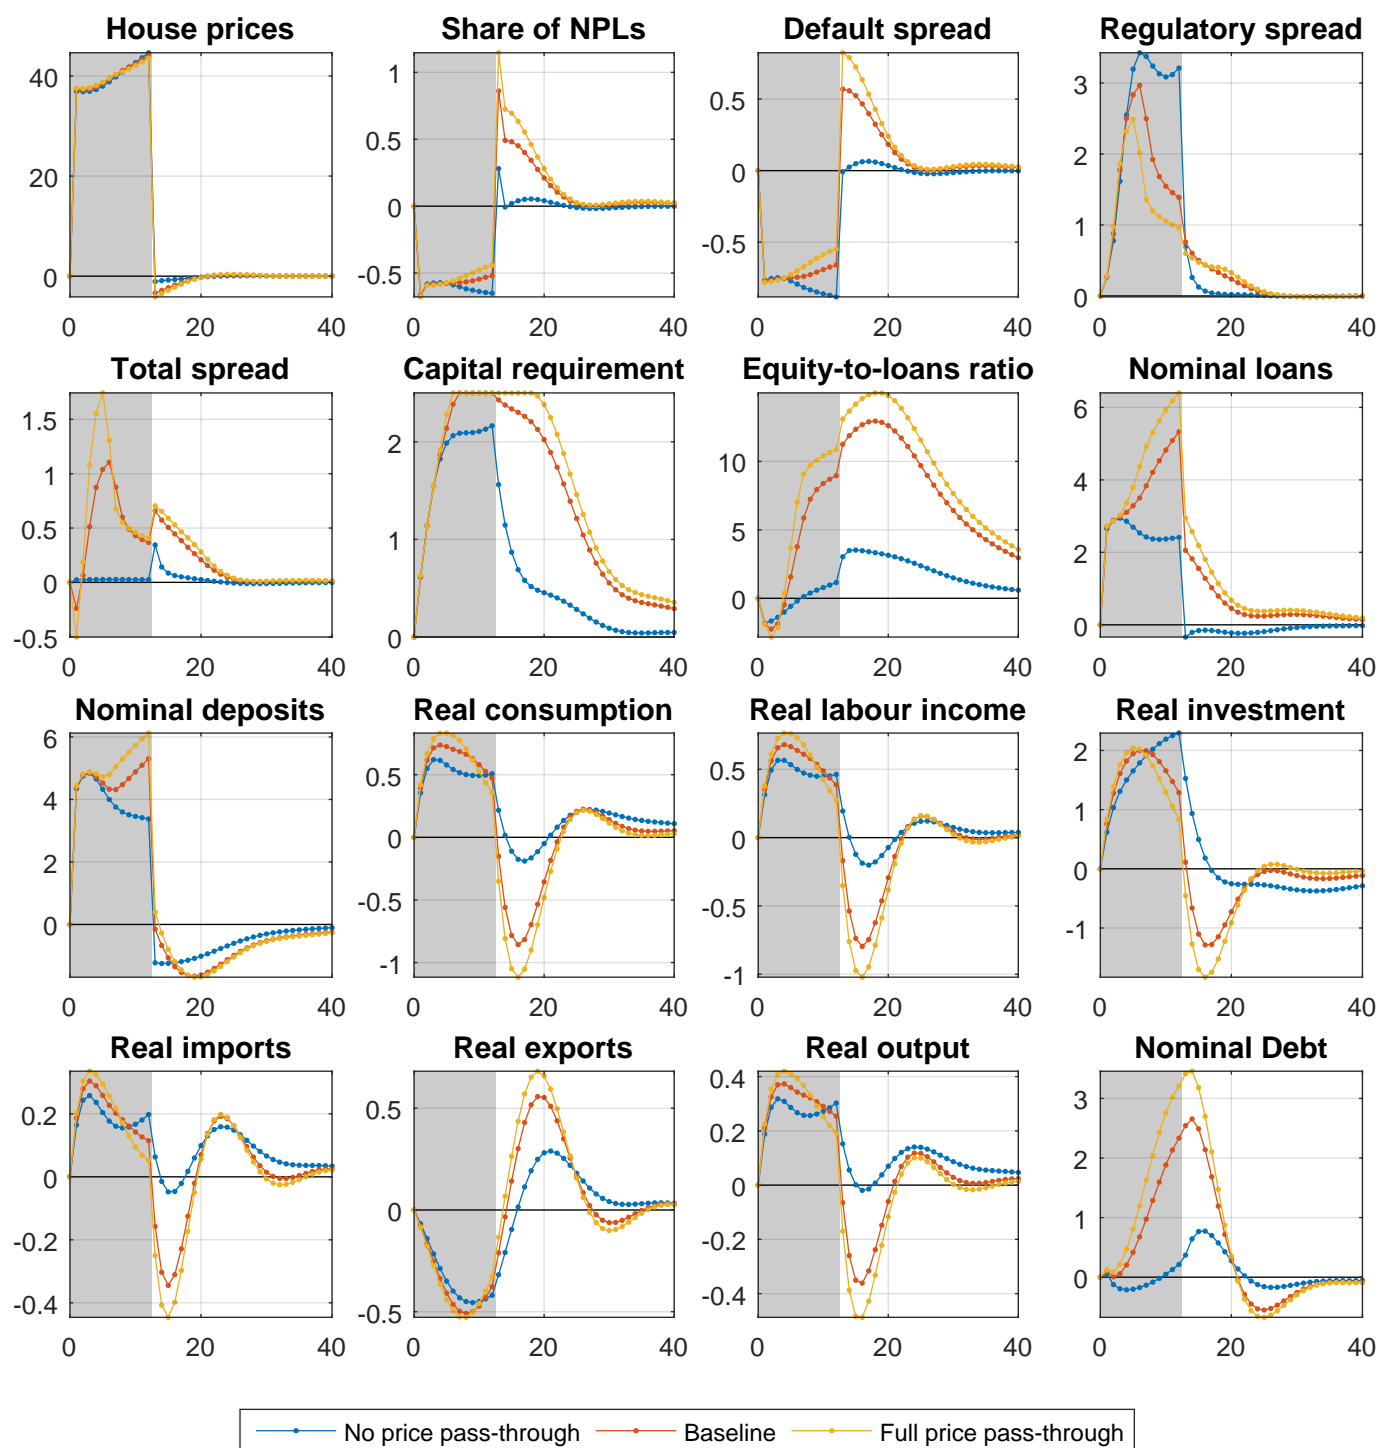 House prices
Share of NPLs
Default spread
Regulatory spread
40
20
0
0 20 40
1
0.5
0
-0.5
0 20 40
0.5
0
-0.5
0 20 40
3
2
1
0
0 20 40
Total spread
Capital requirement
Equity-to-loans ratio
Nominal loans
1.5
1
0.5
0
-0.5
0 20 40
2
1
0
0 20 40
10
5
0
0 20 40
6
4
2
0
0 20 40
Nominal deposits
Real consumption
Real labour income
Real investment
6
4
2
0
0 20 40
0.5
0
-0.5
-1
0 20 40
0.5
0
-0.5
-1
0 20 40
2
1
0
-1
0 20 40
Real imports
Real exports
Real output
Nominal Debt
0.2
0
-0.2
-0.4
0 20 40
0.5
0
-0.5
0 20 40
0.4
0.2
0
-0.2
-0.4
0 20 40
3
2
1
0
0 20 40
No price pass-through Baseline Full price pass-through